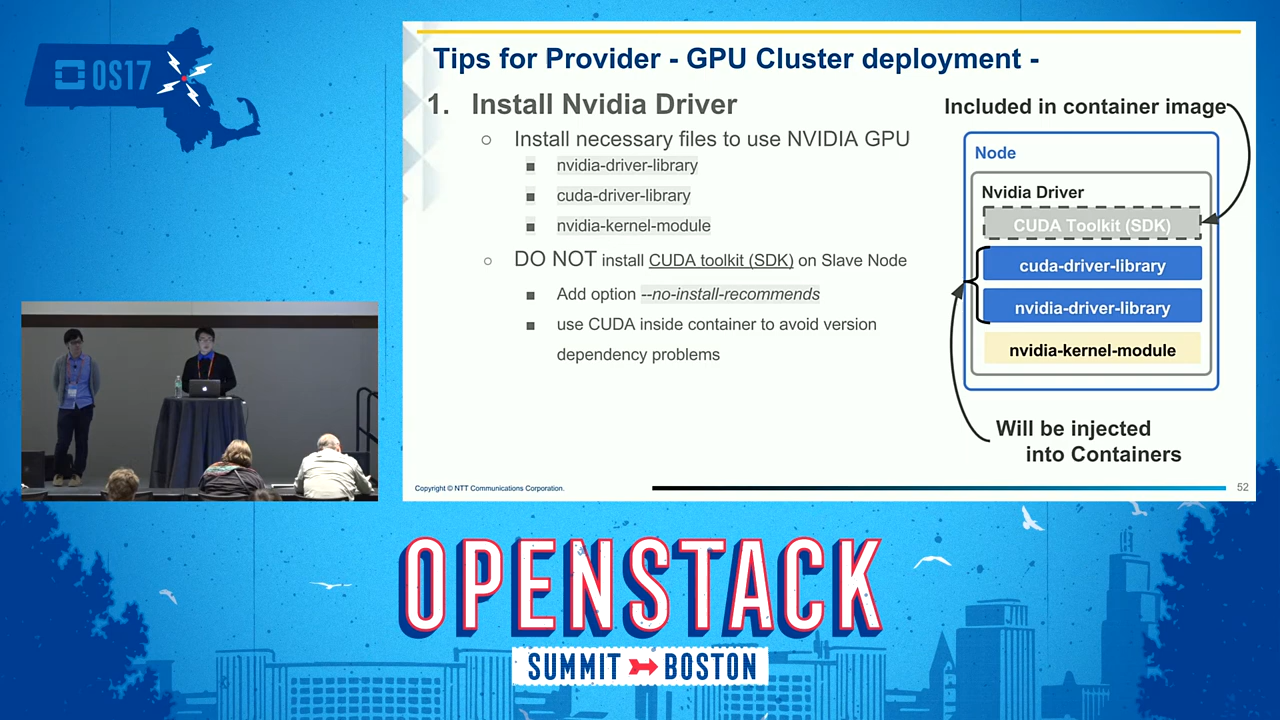 OS17
Tips for Provider - GPU Cluster deployment -
1. Install Nvidia Driver
○ Install necessary files to use NVIDIA GPU
■ nvidia-driver-library
■ cuda-driver-library
■ nvidia-kernel-module
○ DO NOT install CUDA toolkit (SDK) on Slave Node
■ Add option --no-install-recommends
■ use CUDA inside container to avoid version
dependency problems
Included in container image
Node
Nvidia Driver
CUDA Toolkit (SDK)
cuda-driver-library
nvidia-driver-library
nvidia-kernel-module
Will be injected
into Containers
Copyright © NTT Communications Corporation.
52
OPENSTACK
SUMMIT BOSTON